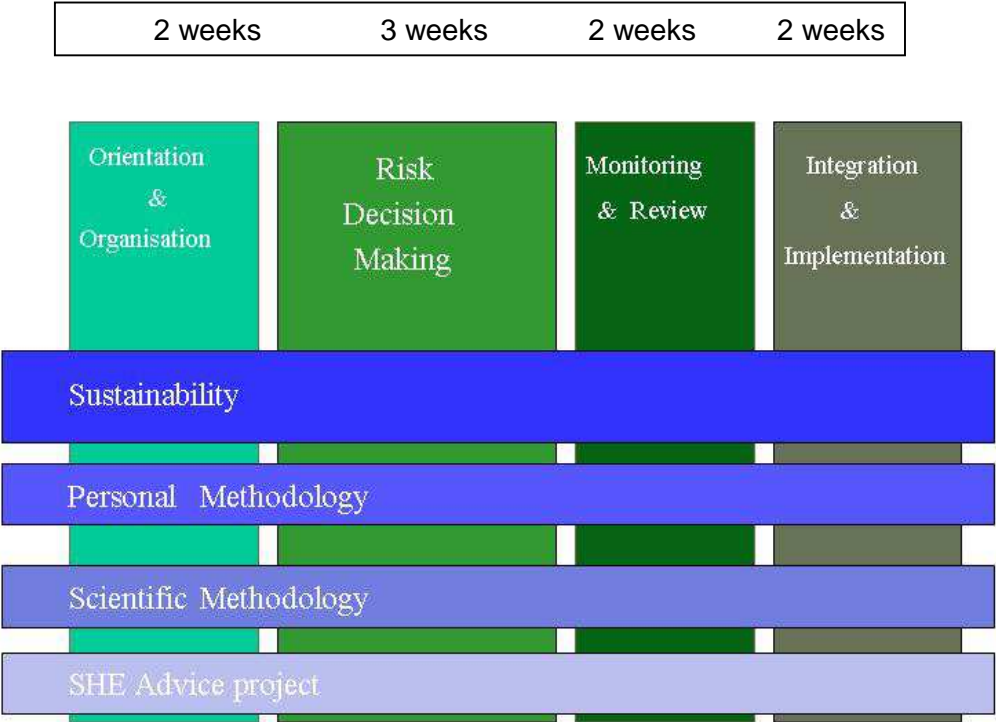 2 weeks 3 weeks 2 weeks 2 weeks
Orientation
&
Organisation
Risk
Decision
Making
Monitoring
& Review
Integration
&
Implementation
Sustainability
Personal Methodology
Scientific Methodology
SHE Advice project